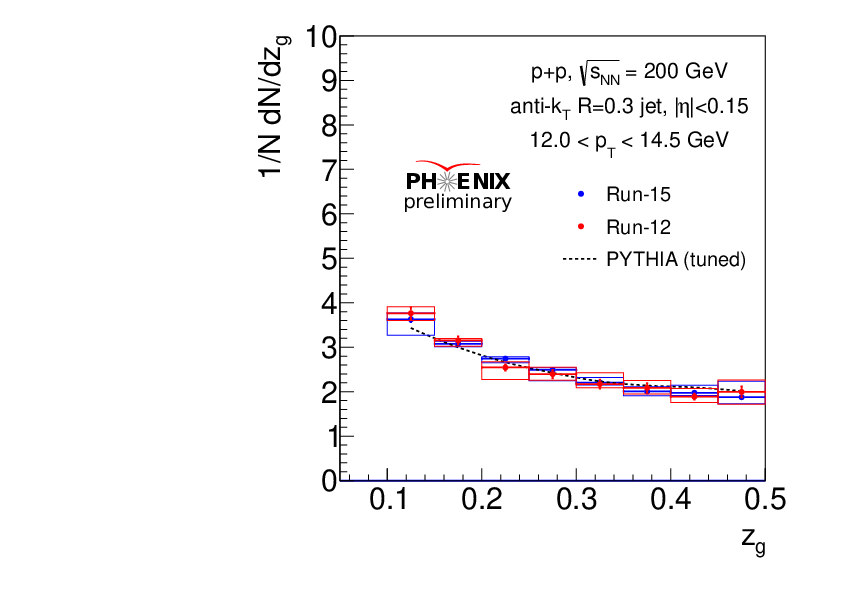 1/N dN/dz_g
10
9
8
7
6
5
4
3
2
1
0
p+p, √s_NN = 200 GeV
anti-k_T R=0.3 jet, |η|<0.15
12.0 < p_T < 14.5 GeV
PHENIX
preliminary
Run-15
Run-12
PYTHIA (tuned)
0.1 0.2 0.3 0.4 0.5
z_g